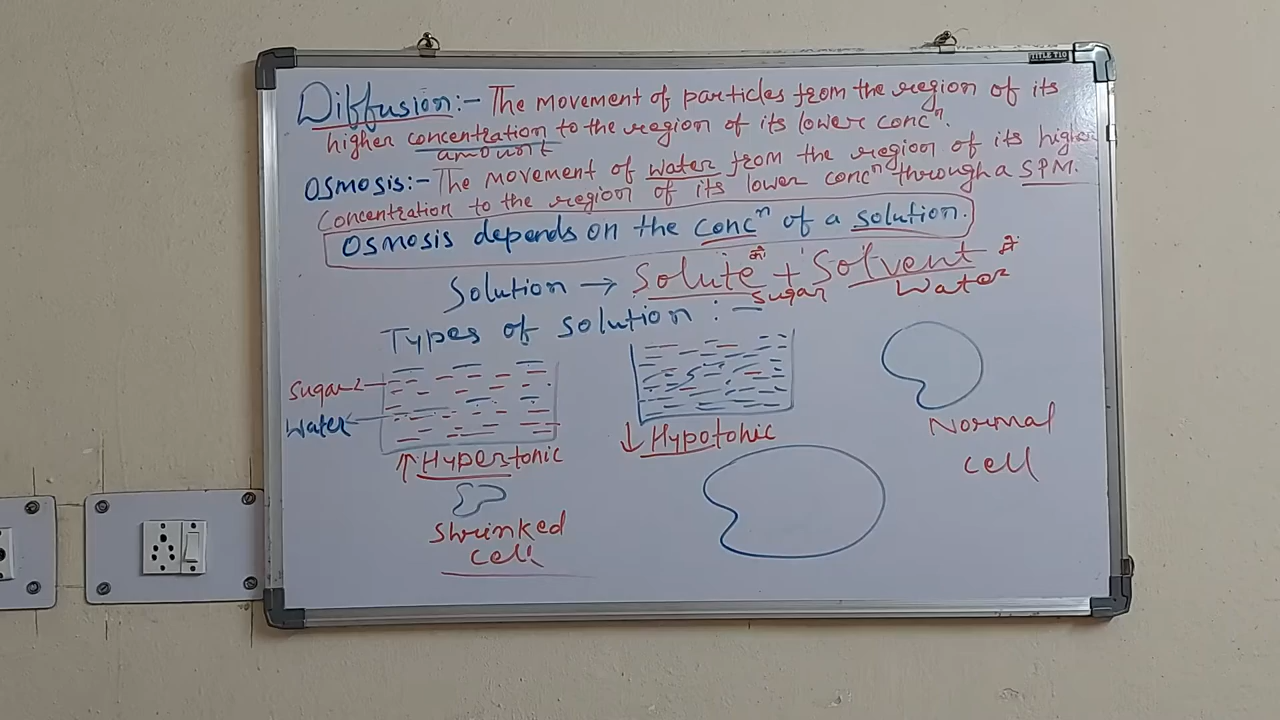 TITLE TIO
Diffusion:- The movement of particles from the region of its
higher concentration to the region of its lower concⁿ.
amount
Osmosis:- The movement of water from the region of its higher
concentration to the region of its lower concⁿ through a SPM.
Osmosis depends on the concⁿ of a solution.
Solution → Solute को + Solvent में
Sugar Water
Types of solution :-
Sugar
Water
↑ Hypertonic
↓ Hypotonic
Normal
cell
Shrinked
cell